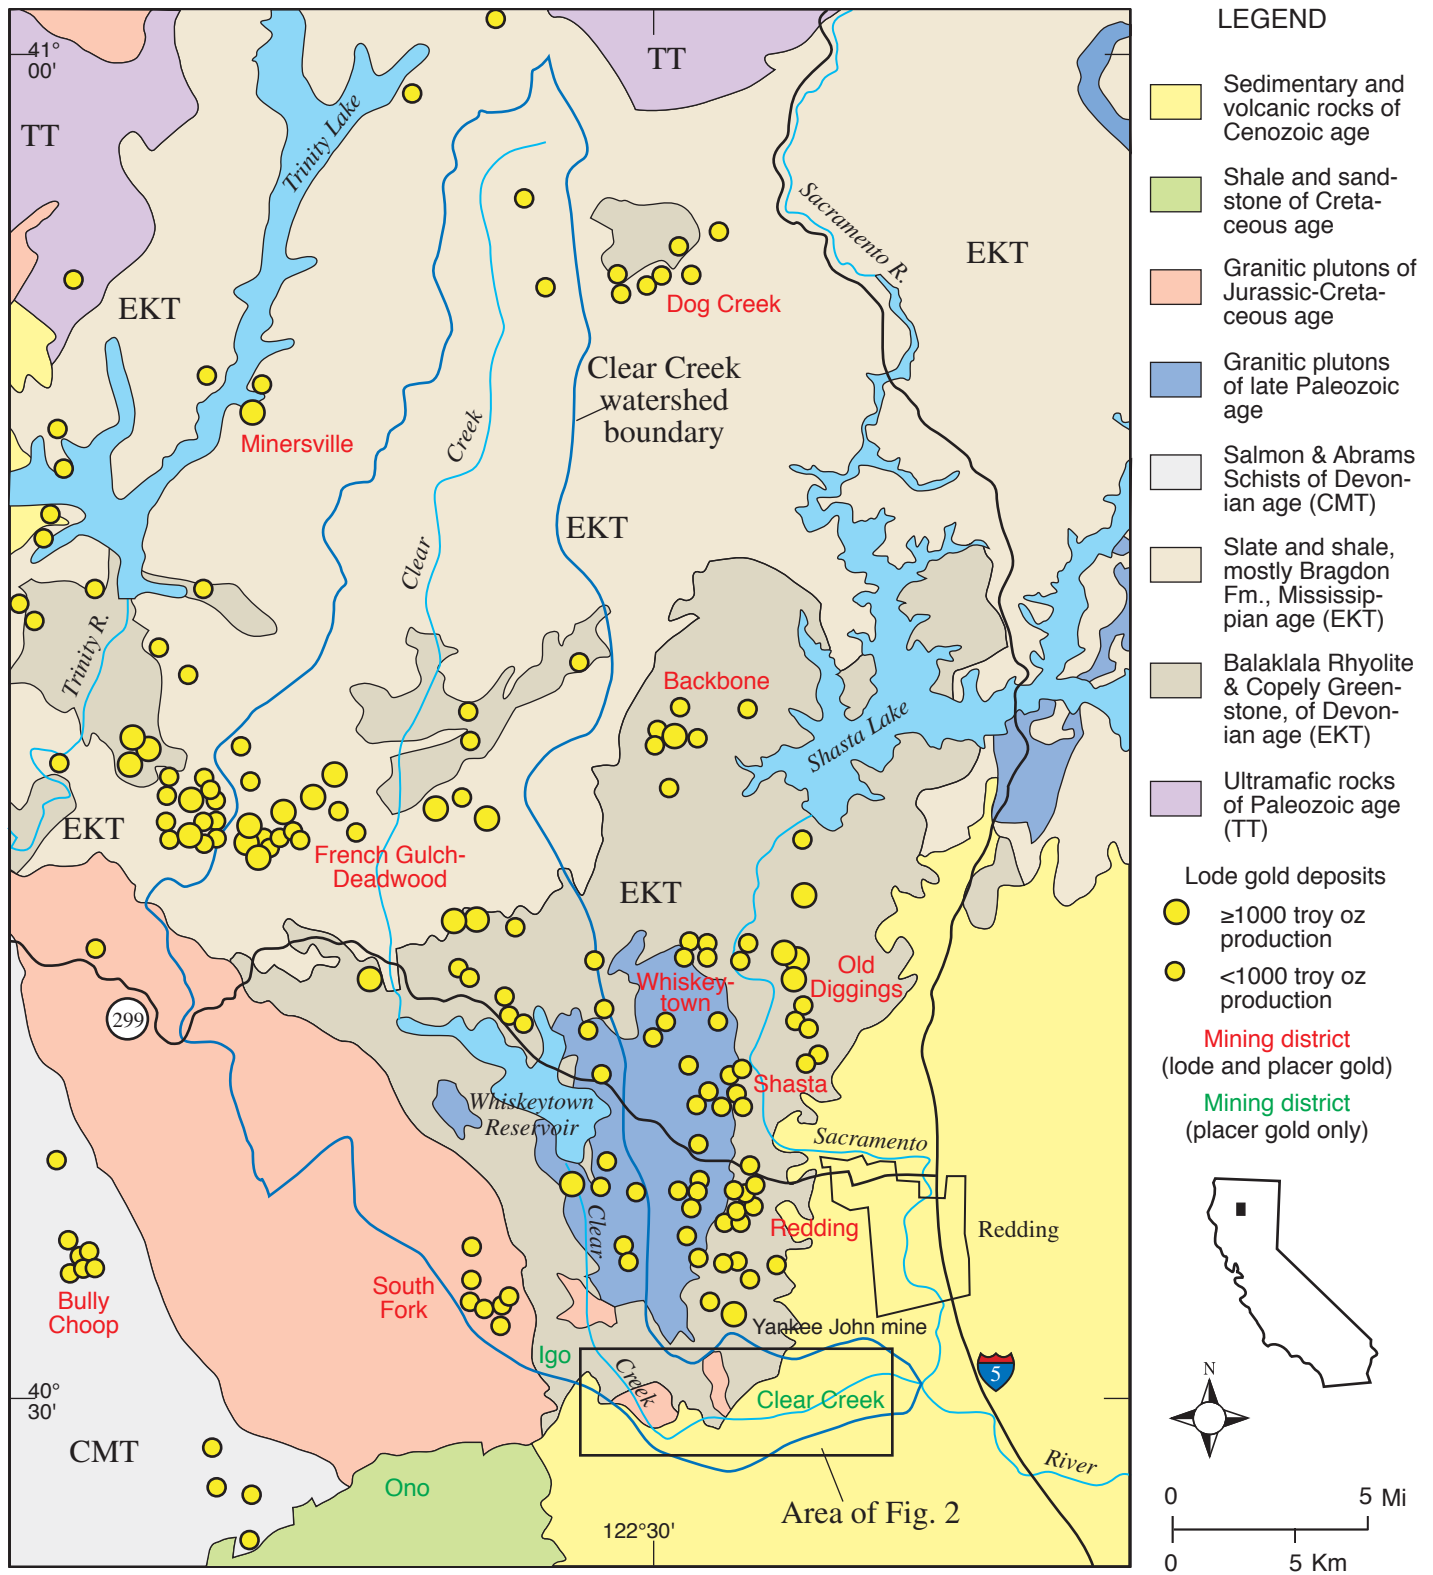 41°
00'
TT
TT
Trinity Lake
EKT
Sacramento R.
EKT
Dog Creek
Clear Creek
watershed
boundary
Minersville
Creek
Clear
EKT
Trinity R.
Backbone
Shasta Lake
EKT
French Gulch-
Deadwood
EKT
Whiskey-
town
Old
Diggings
299
Whiskeytown
Reservoir
Shasta
Sacramento
Clear
Redding
Redding
Bully
Choop
South
Fork
Yankee John mine
Igo
Creek
Clear Creek
5
40°
30'
CMT
Ono
River
Area of Fig. 2
122°30'
LEGEND
Sedimentary and
volcanic rocks of
Cenozoic age
Shale and sand-
stone of Creta-
ceous age
Granitic plutons of
Jurassic-Creta-
ceous age
Granitic plutons
of late Paleozoic
age
Salmon & Abrams
Schists of Devon-
ian age (CMT)
Slate and shale,
mostly Bragdon
Fm., Mississip-
pian age (EKT)
Balaklala Rhyolite
& Copely Green-
stone, of Devon-
ian age (EKT)
Ultramafic rocks
of Paleozoic age
(TT)
Lode gold deposits
≥1000 troy oz
production
<1000 troy oz
production
Mining district
(lode and placer gold)
Mining district
(placer gold only)
N
0 5 Mi
0 5 Km